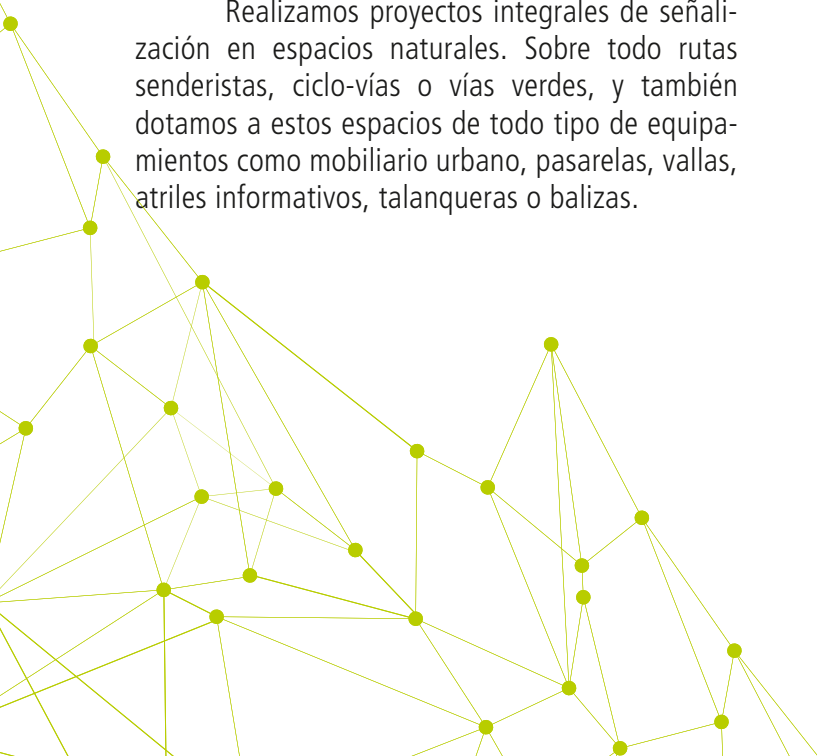 Realizamos proyectos integrales de señali-
zación en espacios naturales. Sobre todo rutas
senderistas, ciclo-vías o vías verdes, y también
dotamos a estos espacios de todo tipo de equipa-
mientos como mobiliario urbano, pasarelas, vallas,
atriles informativos, talanqueras o balizas.